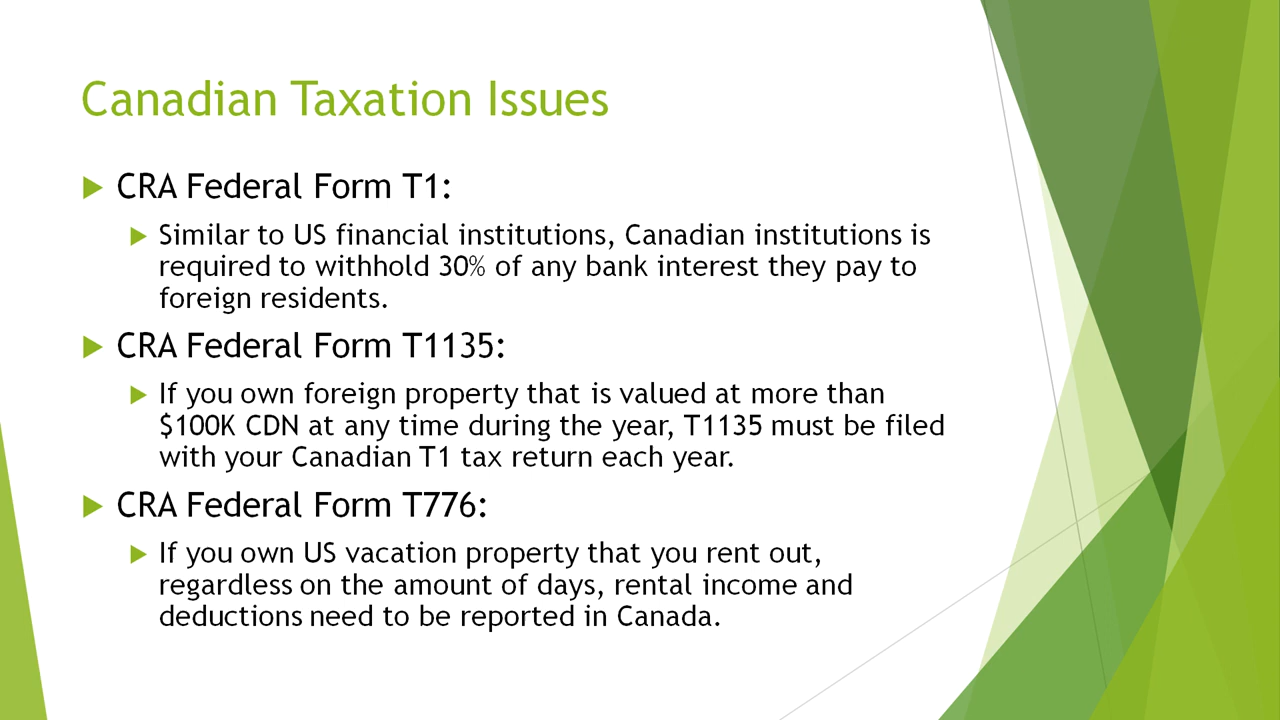 Canadian Taxation Issues
CRA Federal Form T1:
Similar to US financial institutions, Canadian institutions is
required to withhold 30% of any bank interest they pay to
foreign residents.
CRA Federal Form T1135:
If you own foreign property that is valued at more than
$100K CDN at any time during the year, T1135 must be filed
with your Canadian T1 tax return each year.
CRA Federal Form T776:
If you own US vacation property that you rent out,
regardless on the amount of days, rental income and
deductions need to be reported in Canada.